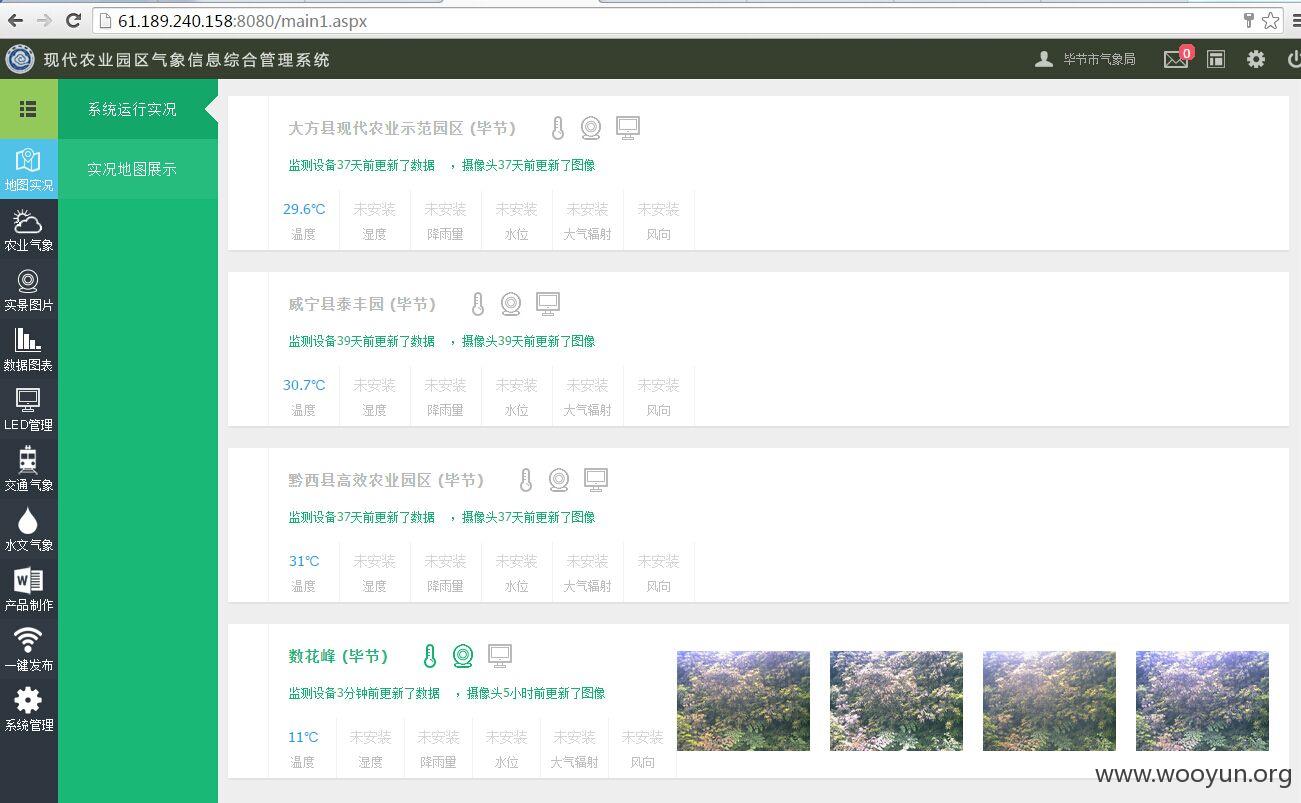 61.189.240.158:8080/main1.aspx
现代农业园区气象信息综合管理系统
毕节市气象局
0
系统运行实况
实况地图展示
地图实况
农业气象
实景图片
数据图表
LED管理
交通气象
水文气象
产品制作
一键发布
系统管理
大方县现代农业示范园区 (毕节)
监测设备37天前更新了数据 ，摄像头37天前更新了图像
29.6℃ 未安装 未安装 未安装 未安装 未安装
温度 湿度 降雨量 水位 大气辐射 风向
威宁县泰丰园 (毕节)
监测设备39天前更新了数据 ，摄像头39天前更新了图像
30.7℃ 未安装 未安装 未安装 未安装 未安装
温度 湿度 降雨量 水位 大气辐射 风向
黔西县高效农业园区 (毕节)
监测设备37天前更新了数据 ，摄像头37天前更新了图像
31℃ 未安装 未安装 未安装 未安装 未安装
温度 湿度 降雨量 水位 大气辐射 风向
数花峰 (毕节)
监测设备3分钟前更新了数据 ，摄像头5小时前更新了图像
11℃ 未安装 未安装 未安装 未安装 未安装
温度 湿度 降雨量 水位 大气辐射 风向
www.wooyun.org